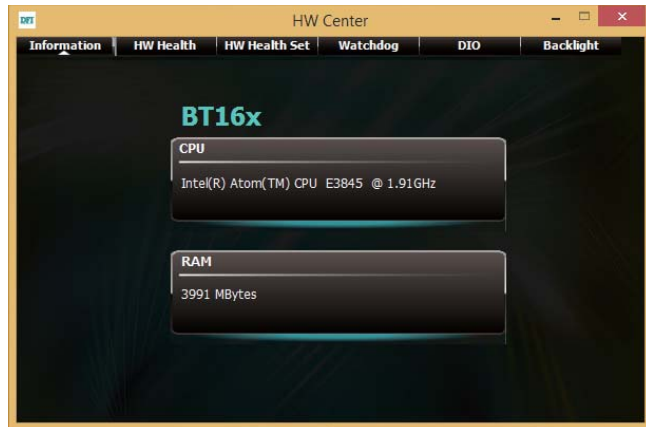 DFI
HW Center
Information HW Health HW Health Set Watchdog DIO Backlight
BT16x
CPU
Intel(R) Atom(TM) CPU E3845 @ 1.91GHz
RAM
3991 MBytes